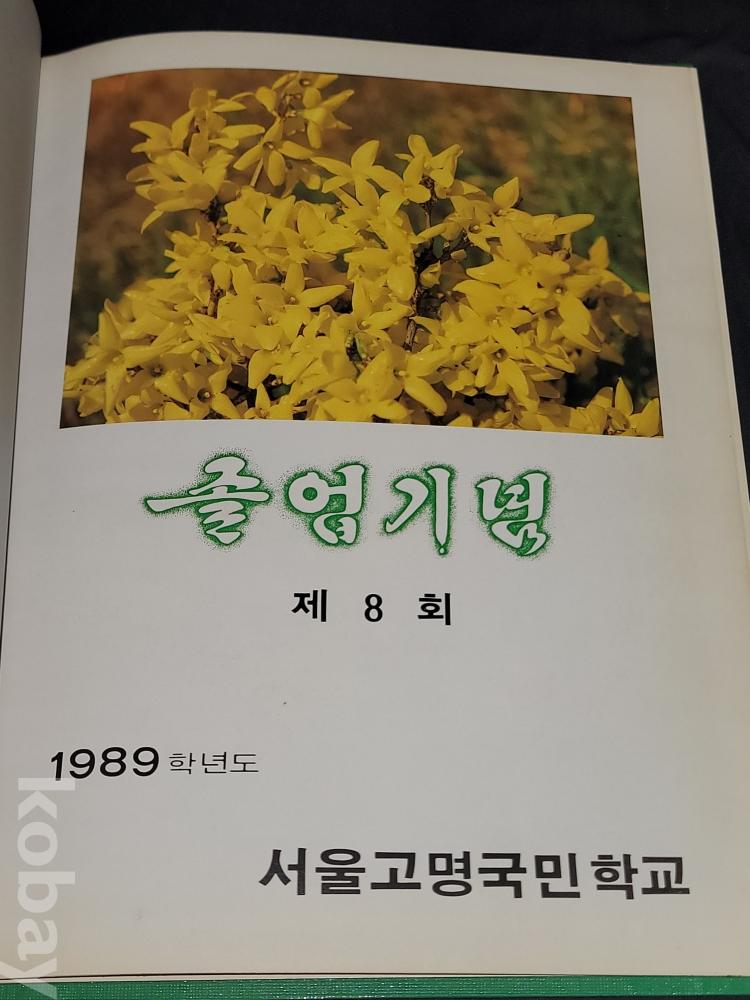 졸업기념
제 8 회
1989 학년도
서울고명국민학교
kobay